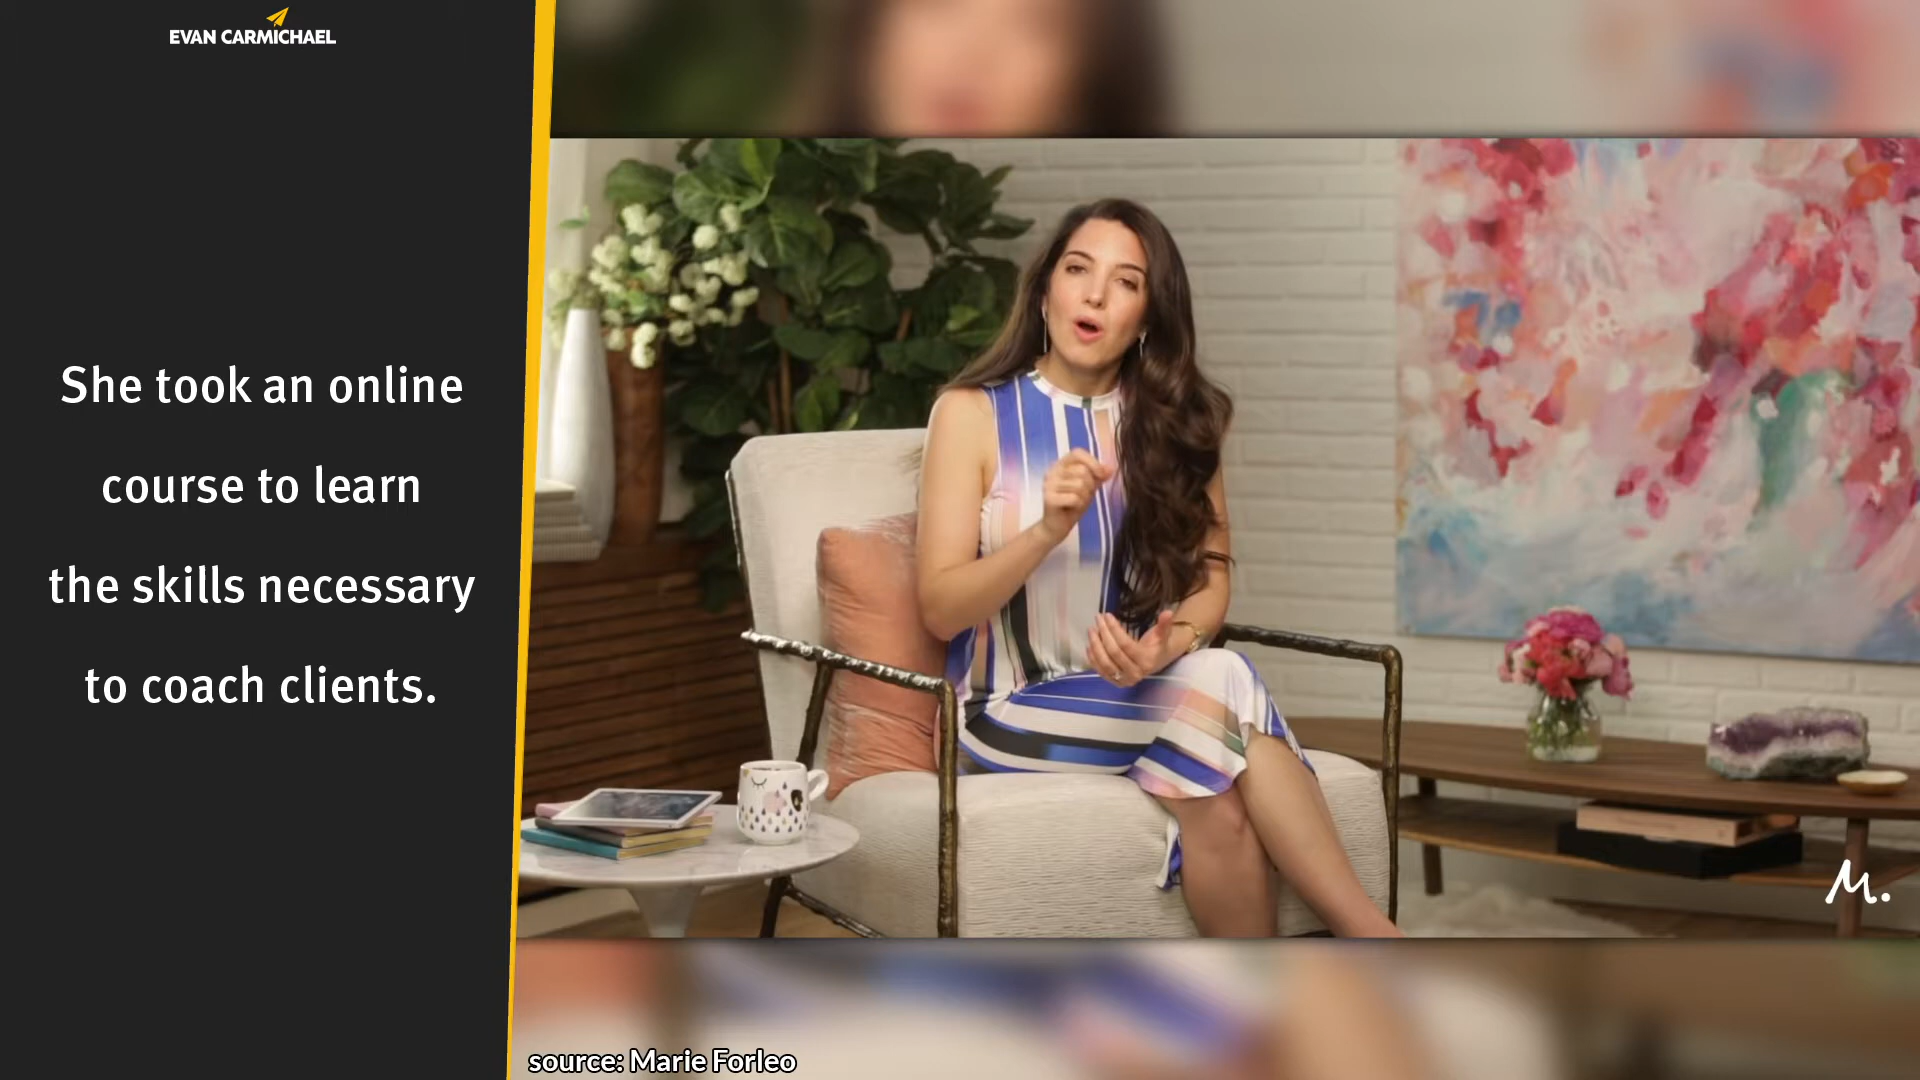 EVAN CARMICHAEL
She took an online
course to learn
the skills necessary
to coach clients.
M.
source: Marie Forleo